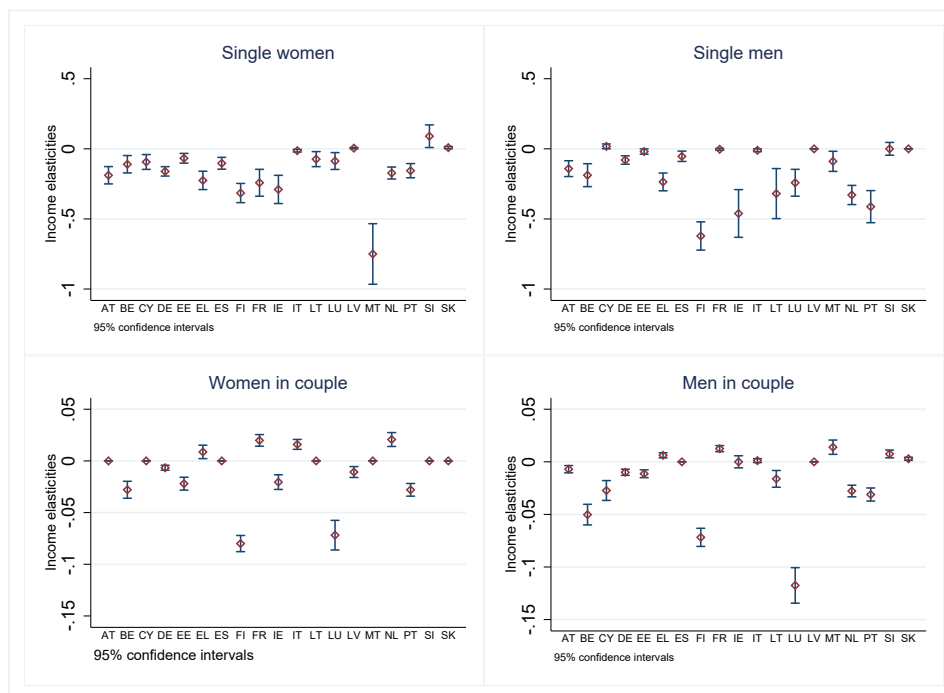 Single women
Income elasticities
.5
0
-.5
-1
AT BE CY DE EE EL ES FI FR IE IT LT LU LV MT NL PT SI SK
95% confidence intervals
Single men
Income elasticities
.5
0
-.5
-1
AT BE CY DE EE EL ES FI FR IE IT LT LU LV MT NL PT SI SK
95% confidence intervals
Women in couple
Income elasticities
.05
0
-.05
-.1
-.15
AT BE CY DE EE EL ES FI FR IE IT LT LU LV MT NL PT SI SK
95% confidence intervals
Men in couple
Income elasticities
.05
0
-.05
-.1
-.15
AT BE CY DE EE EL ES FI FR IE IT LT LU LV MT NL PT SI SK
95% confidence intervals